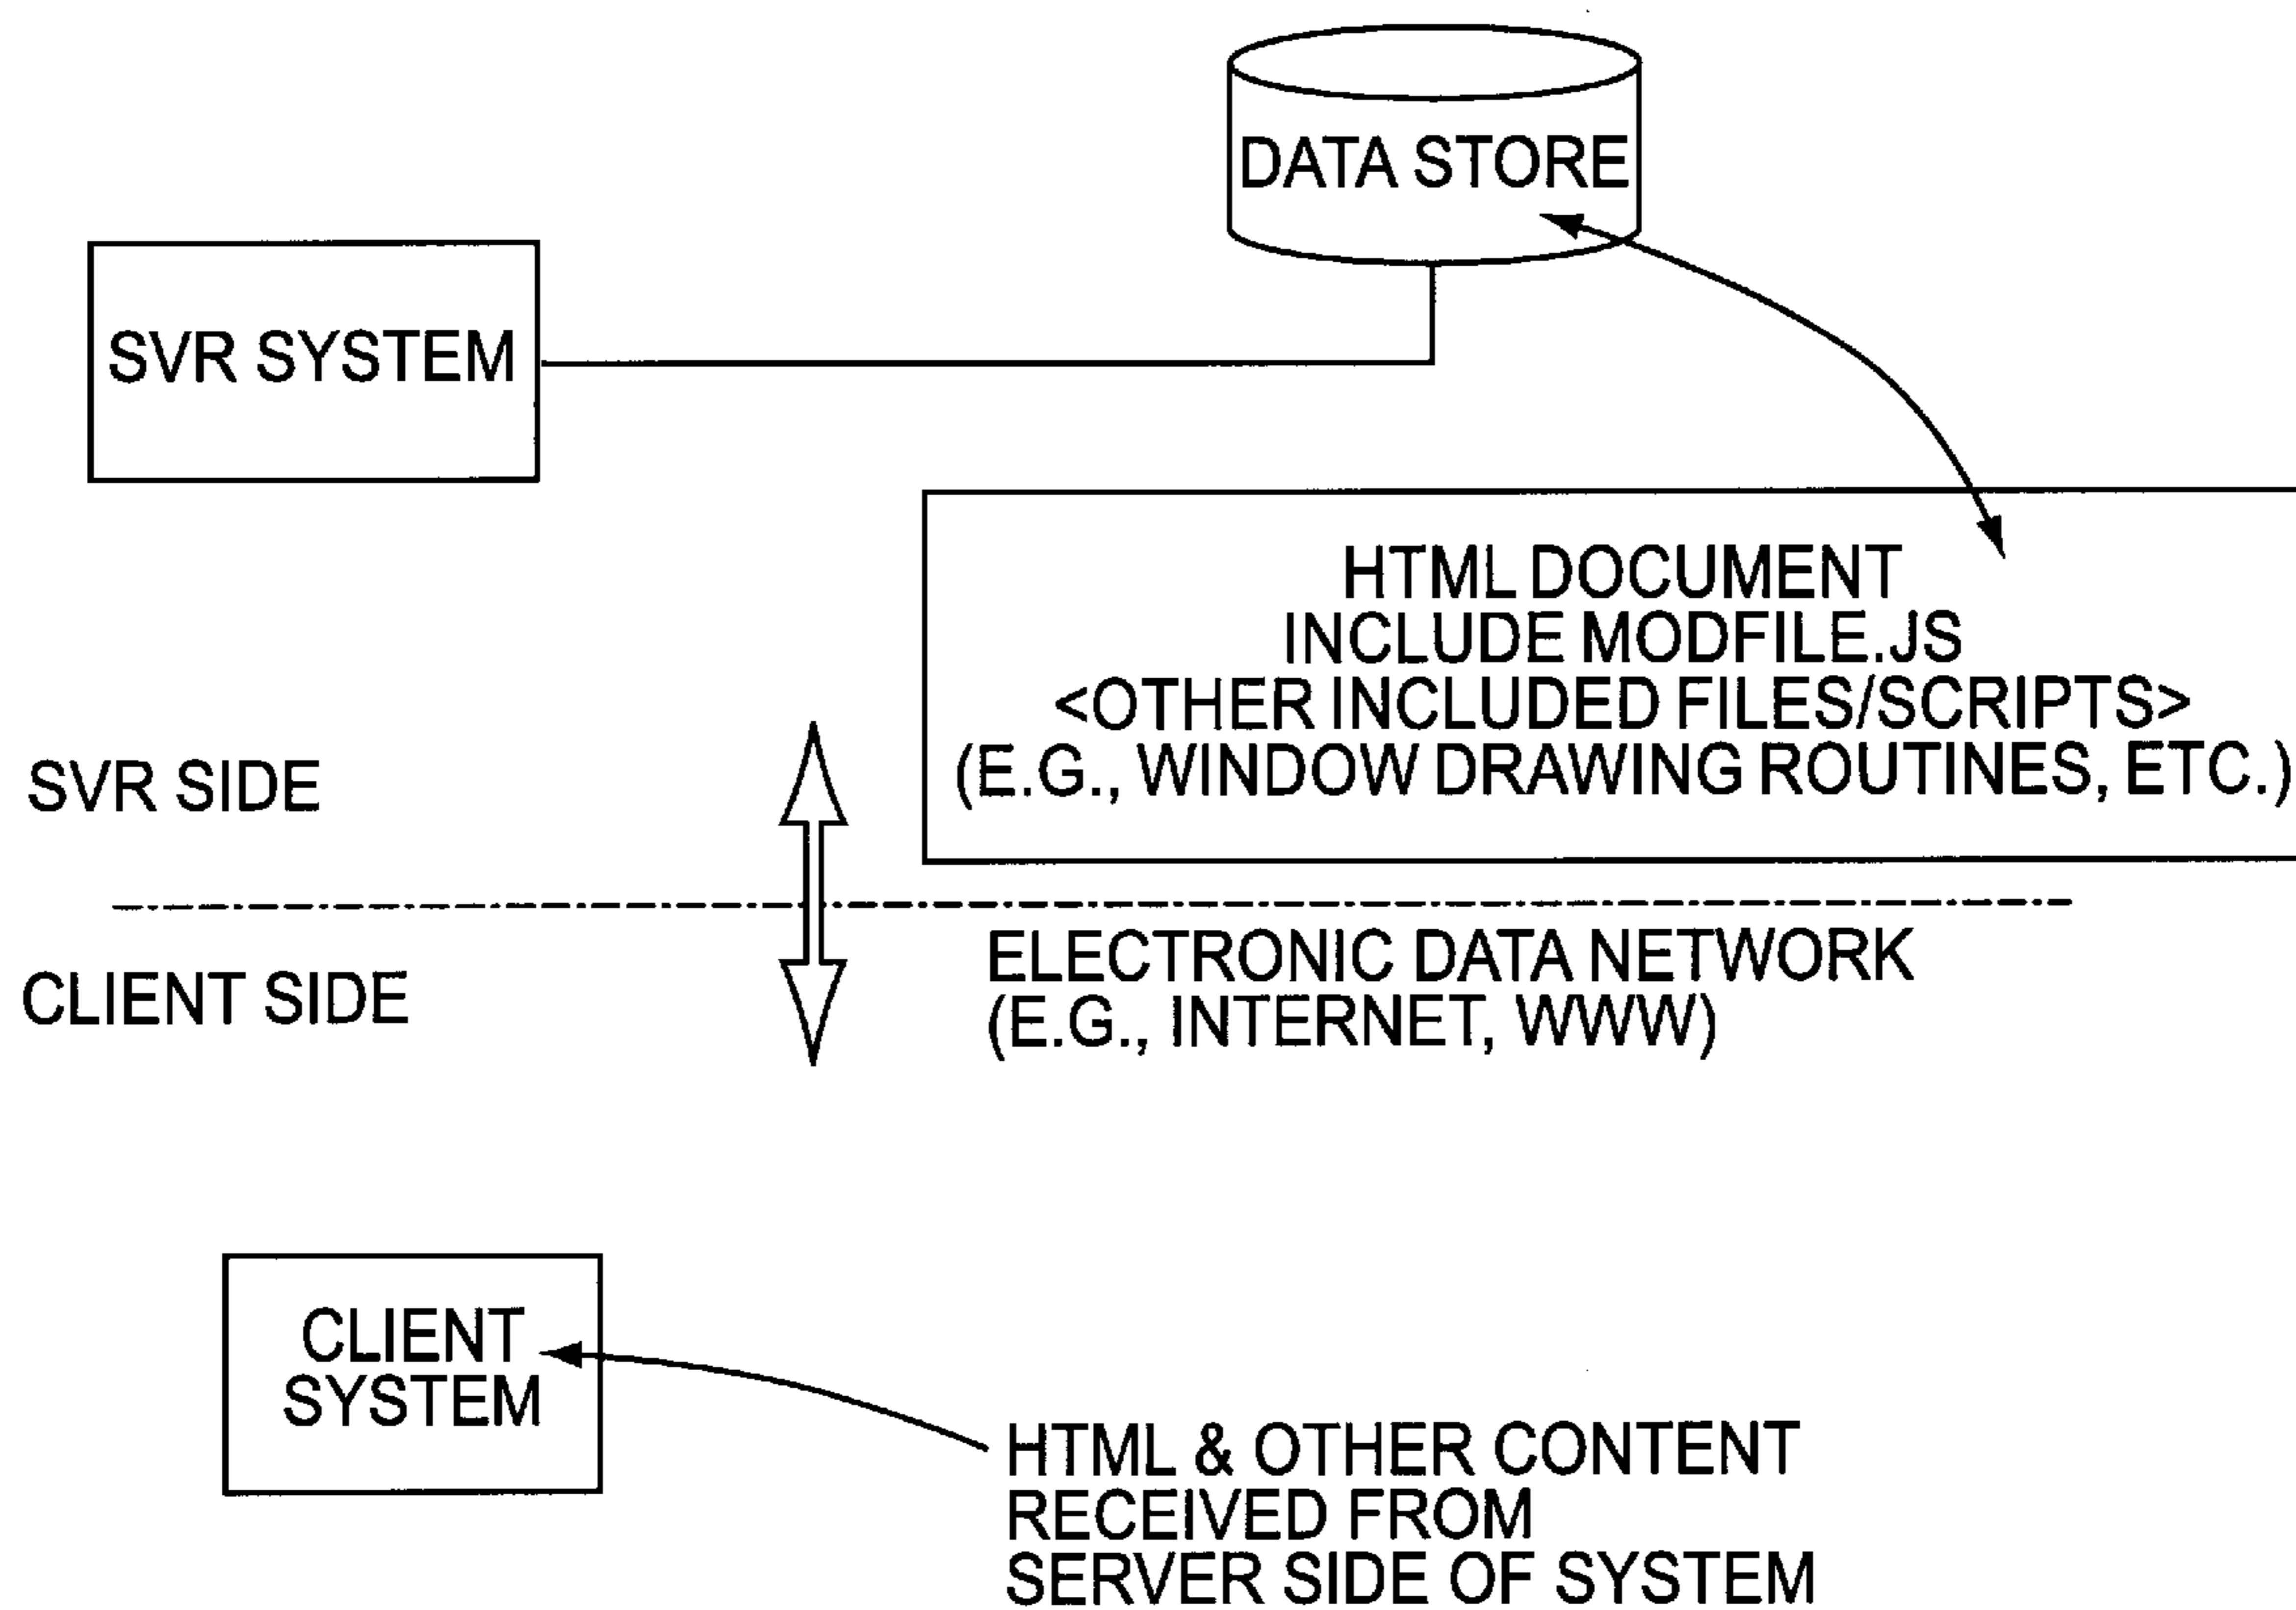 DATA STORE
SVR SYSTEM
HTML DOCUMENT
INCLUDE MODFILE.JS
<OTHER INCLUDED FILES/SCRIPTS>
(E.G., WINDOW DRAWING ROUTINES, ETC.)
SVR SIDE
CLIENT SIDE
ELECTRONIC DATA NETWORK
(E.G., INTERNET, WWW)
CLIENT
SYSTEM
HTML & OTHER CONTENT
RECEIVED FROM
SERVER SIDE OF SYSTEM